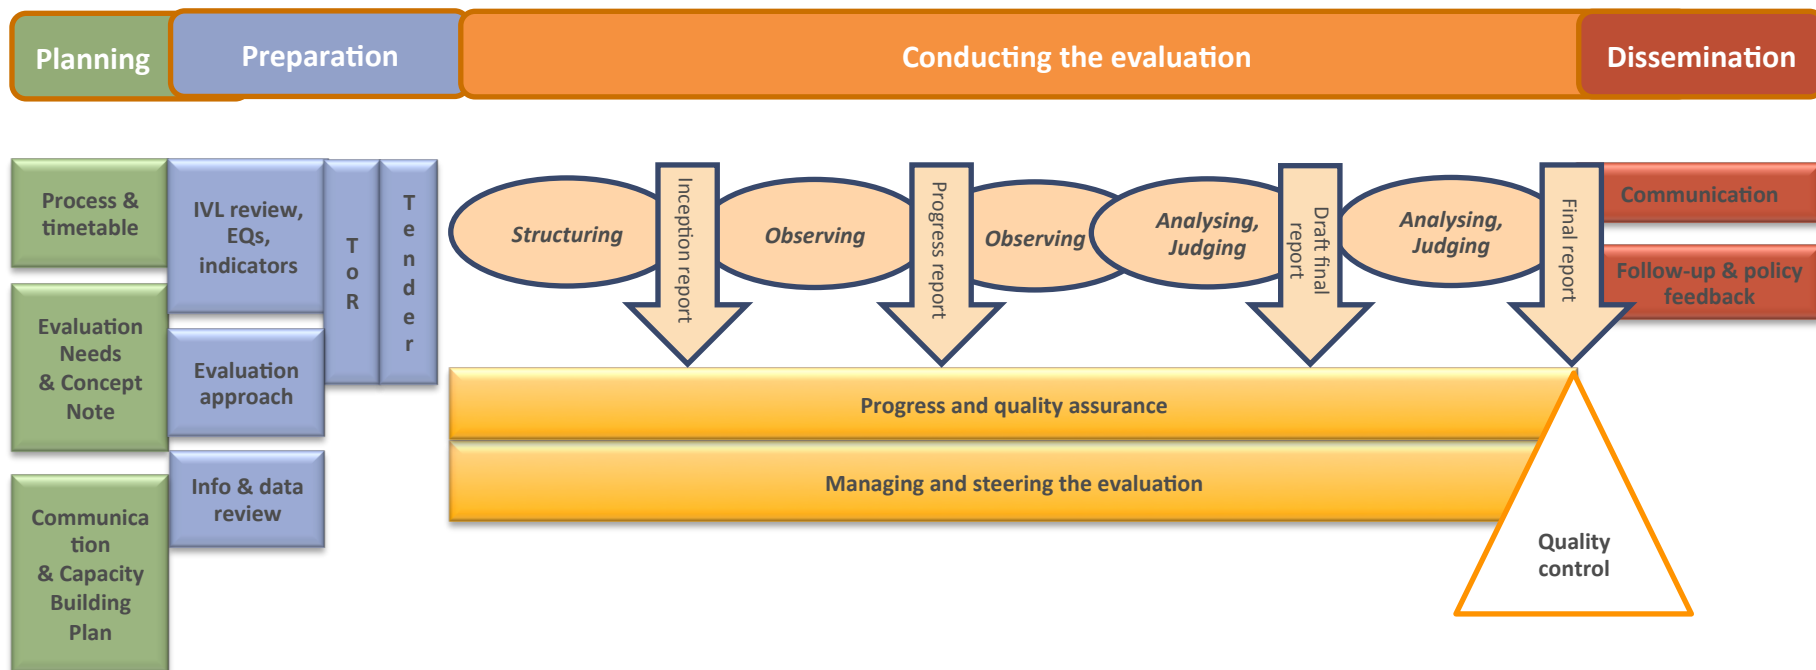 Planning
Preparation
Conducting the evaluation
Dissemination
Process &
timetable
Evaluation
Needs
& Concept
Note
Communica
tion
& Capacity
Building
Plan
IVL review,
EQs,
indicators
Evaluation
approach
Info & data
review
ToR
Tender
Structuring
Inception report
Observing
Progress report
Observing
Analysing,
Judging
Draft final
report
Analysing,
Judging
Final report
Communication
Follow-up & policy
feedback
Progress and quality assurance
Managing and steering the evaluation
Quality
control